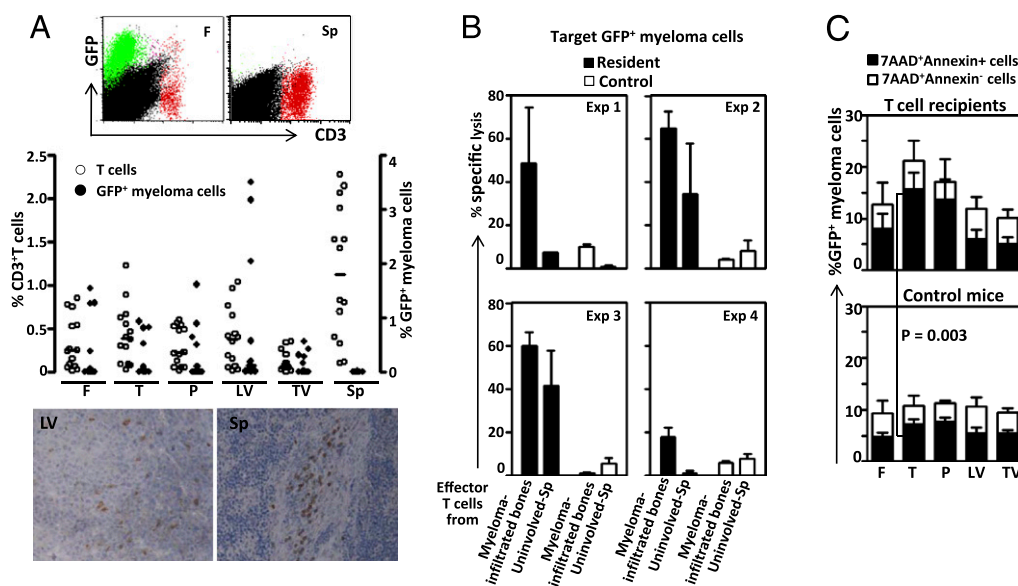 A
GFP
F
Sp
CD3
2.5
2.0
1.5
1.0
0.5
0
% CD3+T cells
T cells
GFP+ myeloma cells
4
3
2
1
0
% GFP+ myeloma cells
F T P LV TV Sp
LV
Sp
B
Target GFP+ myeloma cells
Resident
Control
% specific lysis
80
60
40
20
0
Exp 1
Exp 2
80
60
40
20
0
Exp 3
Exp 4
Effector
T cells
from
Myeloma-
infiltrated bones
Uninvolved-Sp
Myeloma-
infiltrated bones
Uninvolved-Sp
Myeloma-
infiltrated bones
Uninvolved-Sp
Myeloma-
infiltrated bones
Uninvolved-Sp
C
7AAD+Annexin+ cells
7AAD+Annexin- cells
T cell recipients
%GFP+ myeloma cells
30
20
10
0
Control mice
P = 0.003
30
20
10
0
F T P LV TV